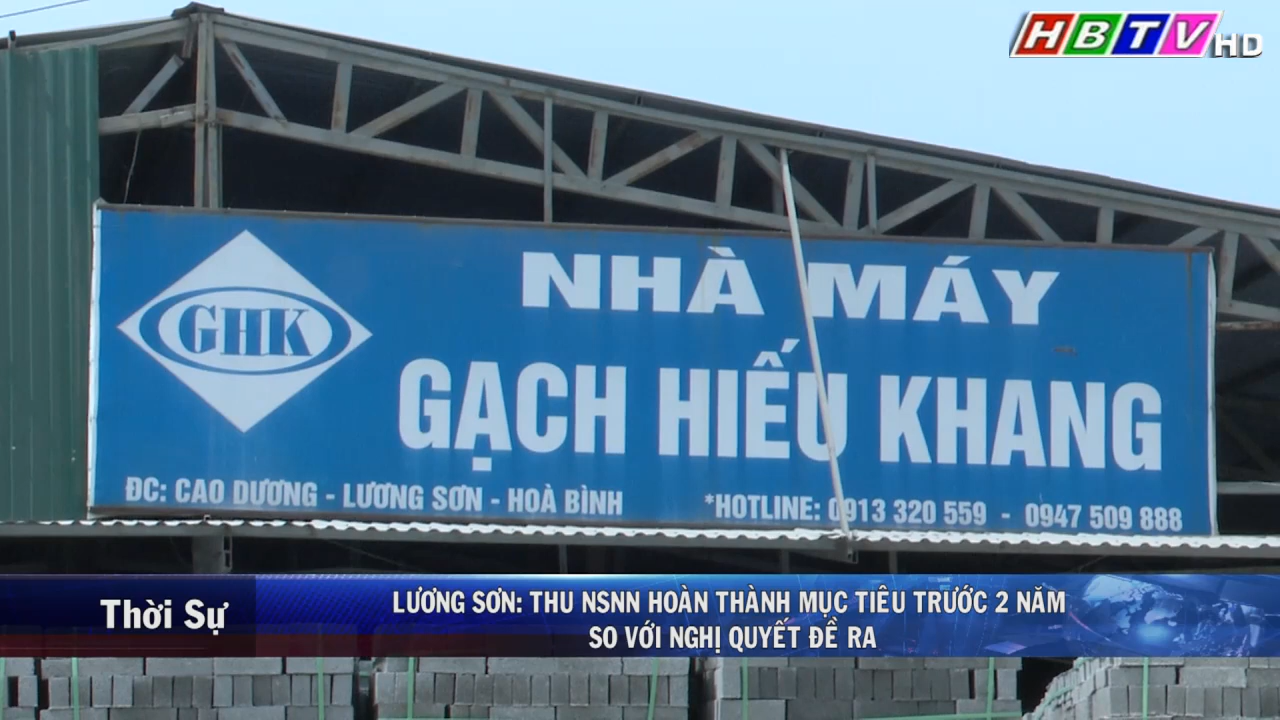 HBTV HD
NHÀ MÁY
GHK
GẠCH HIẾU KHANG
ĐC: CAO DƯƠNG - LƯƠNG SƠN - HOÀ BÌNH
*HOTLINE: 0913 320 559 - 0947 509 888
Thời Sự
LƯƠNG SƠN: THU NSNN HOÀN THÀNH MỤC TIÊU TRƯỚC 2 NĂM
SO VỚI NGHỊ QUYẾT ĐỀ RA